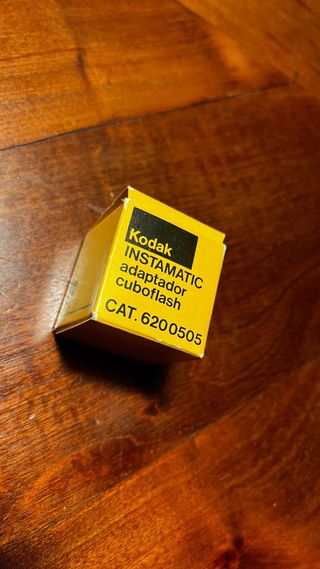 Kodak
INSTAMATIC
adaptador
cuboflash
CAT. 6200505